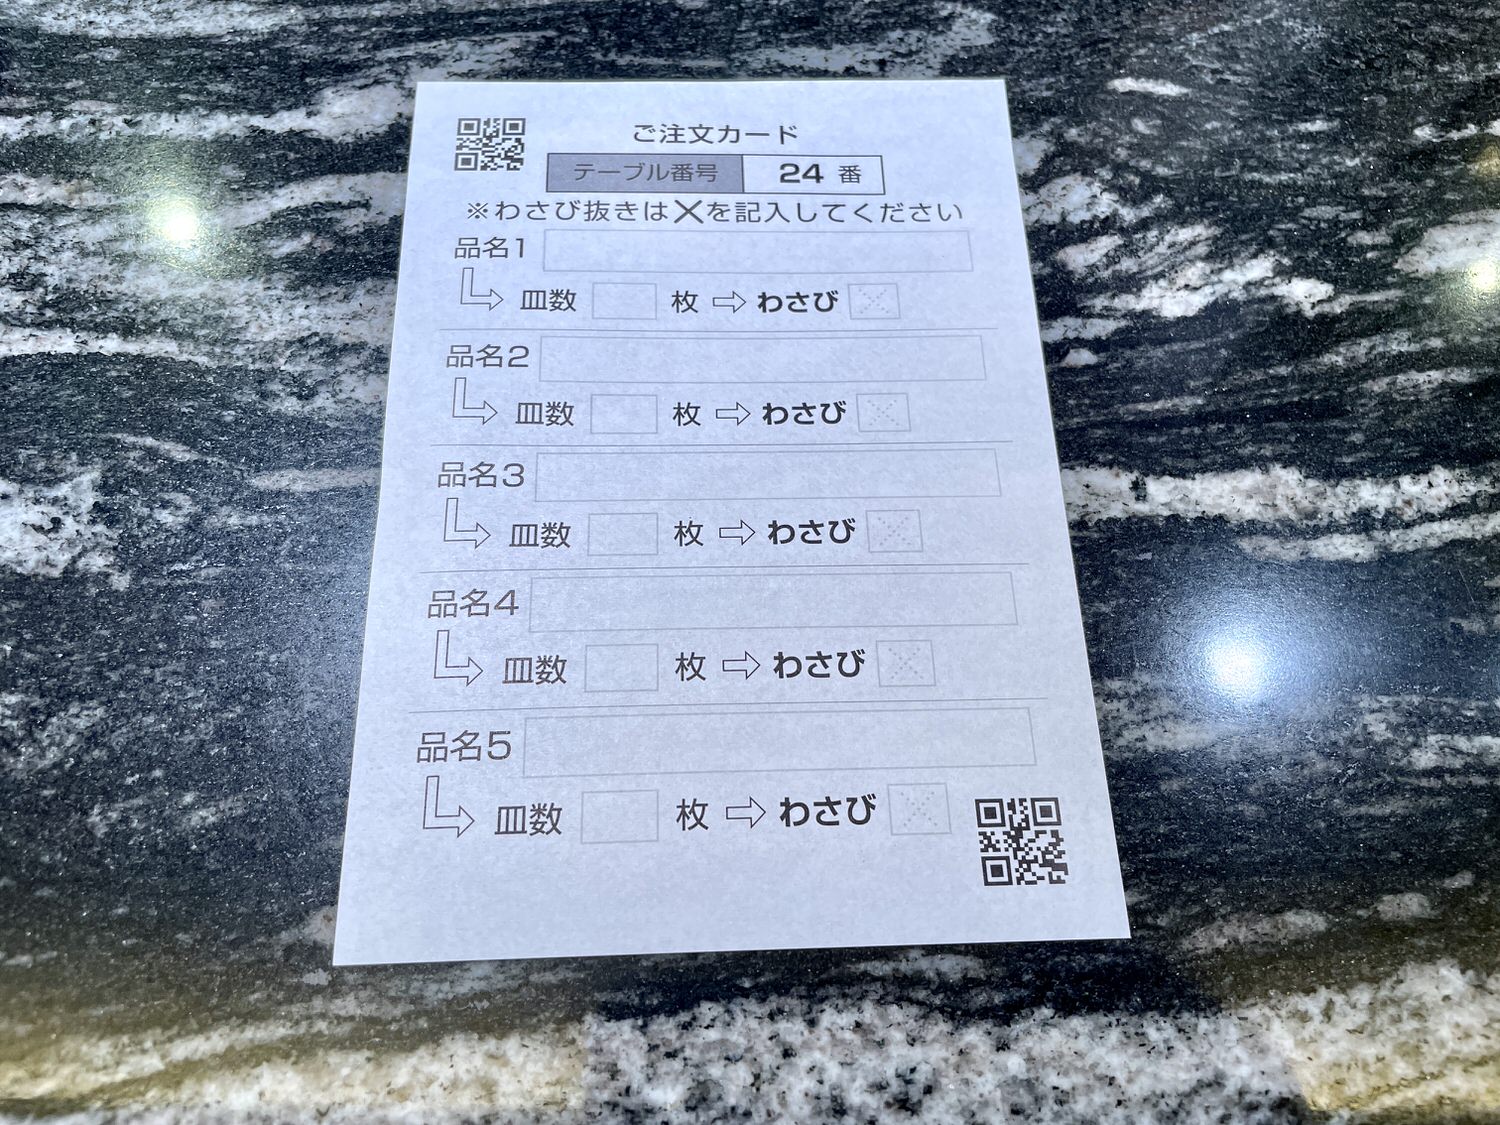 ご注文カード
テーブル番号 24 番
※わさび抜きは✕を記入してください
品名1
皿数 枚 ⇨ わさび
品名2
皿数 枚 ⇨ わさび
品名3
皿数 枚 ⇨ わさび
品名4
皿数 枚 ⇨ わさび
品名5
皿数 枚 ⇨ わさび